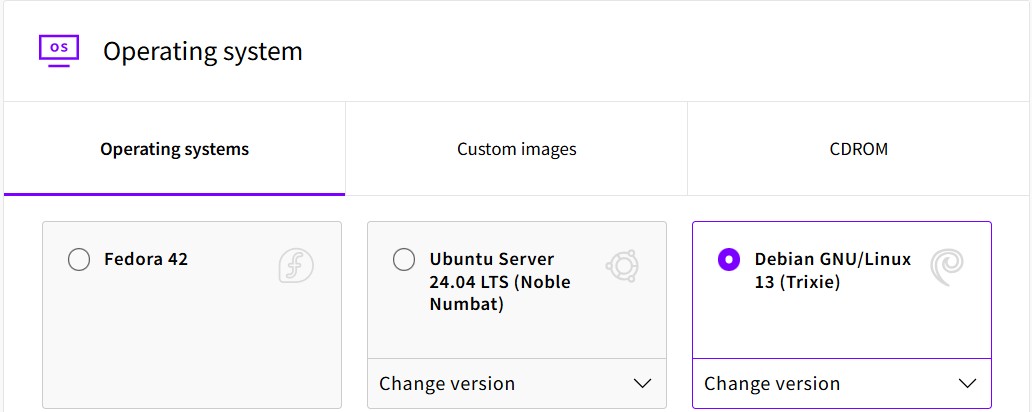 OS
Operating system
Operating systems
Custom images
CDROM
Fedora 42
Ubuntu Server
24.04 LTS (Noble
Numbat)
Change version
Debian GNU/Linux
13 (Trixie)
Change version